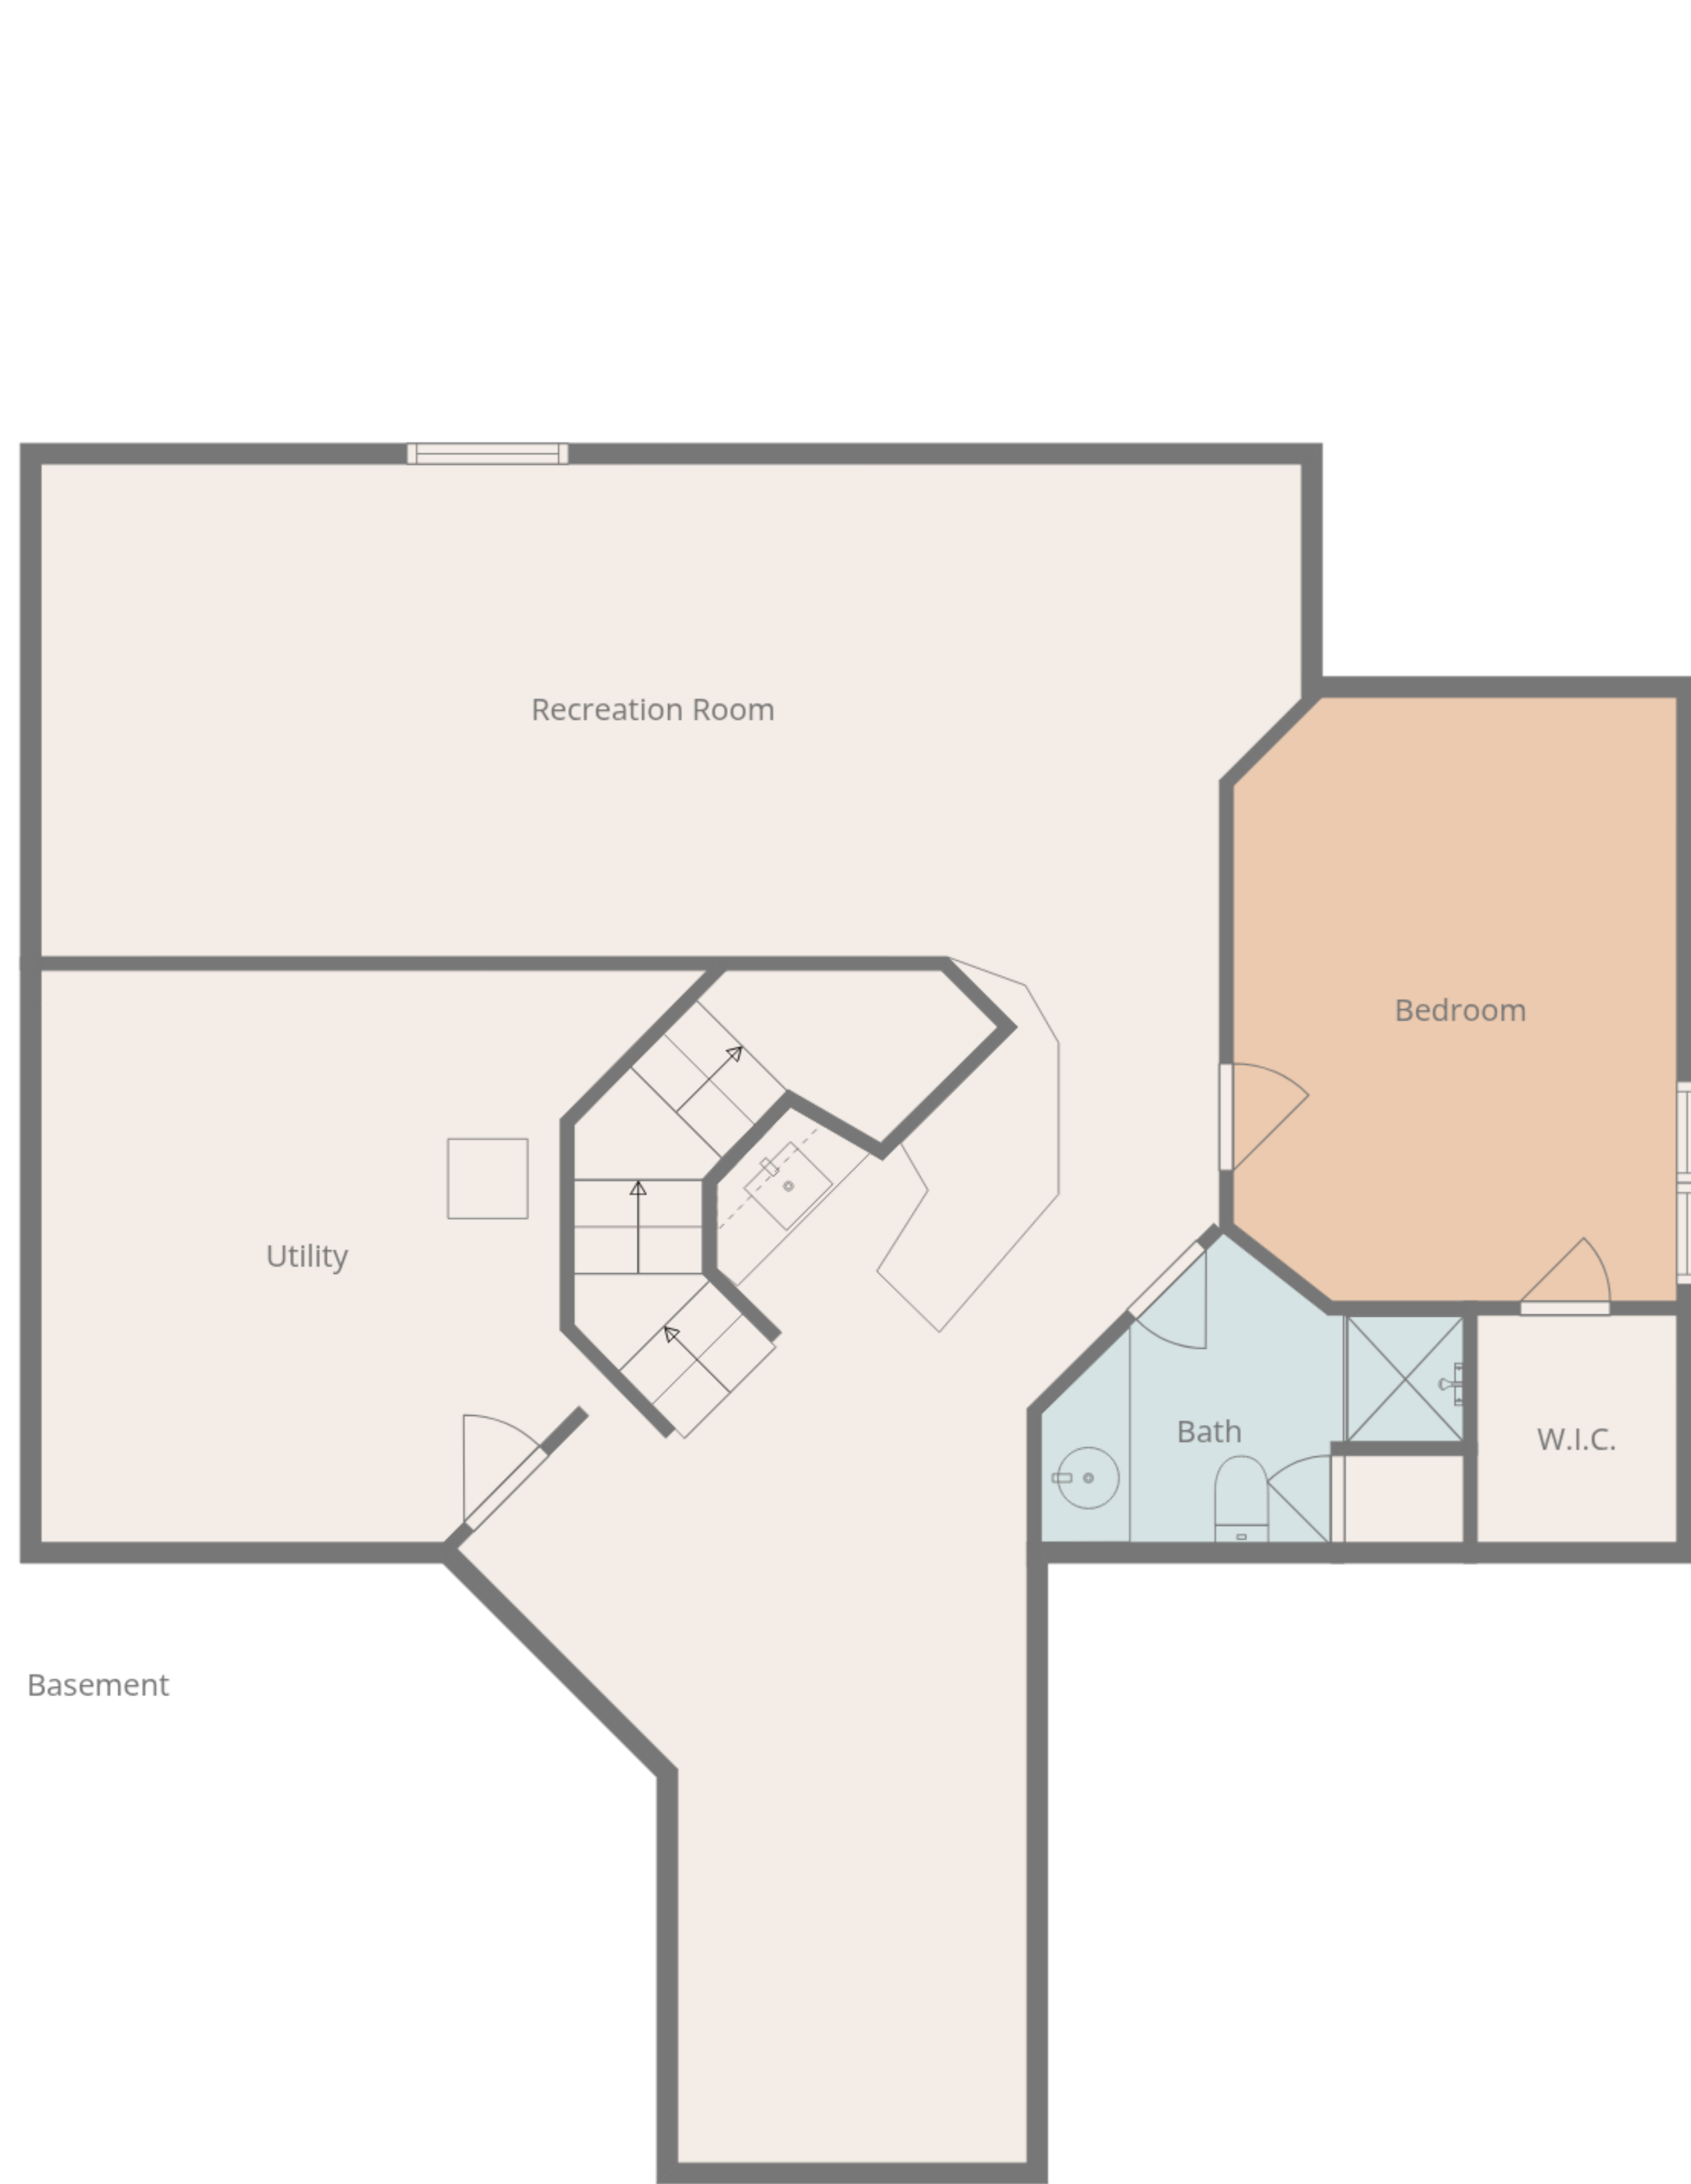 Recreation Room
Bedroom
Utility
Bath
W.I.C.
Basement